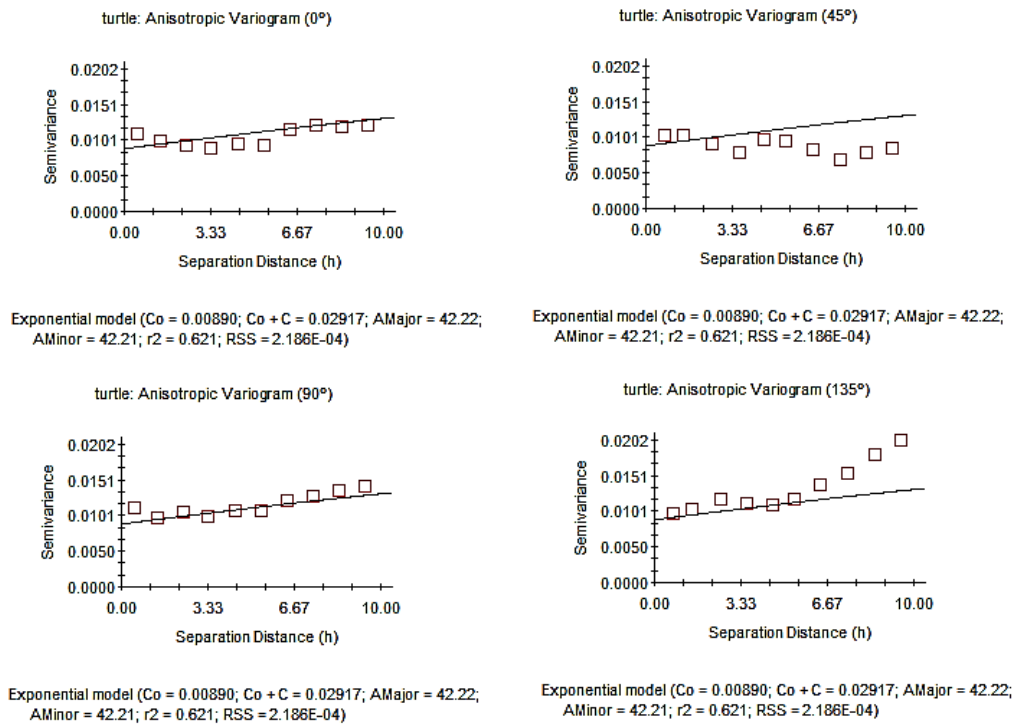 turtle: Anisotropic Variogram (0º)
Semivariance
0.0202
0.0151
0.0101
0.0050
0.0000
0.00 3.33 6.67 10.00
Separation Distance (h)
Exponential model (Co = 0.00890; Co + C = 0.02917; AMajor = 42.22;
AMinor = 42.21; r2 = 0.621; RSS = 2.186E-04)
turtle: Anisotropic Variogram (45º)
Semivariance
0.0202
0.0151
0.0101
0.0050
0.0000
0.00 3.33 6.67 10.00
Separation Distance (h)
Exponential model (Co = 0.00890; Co + C = 0.02917; AMajor = 42.22;
AMinor = 42.21; r2 = 0.621; RSS = 2.186E-04)
turtle: Anisotropic Variogram (90º)
Semivariance
0.0202
0.0151
0.0101
0.0050
0.0000
0.00 3.33 6.67 10.00
Separation Distance (h)
Exponential model (Co = 0.00890; Co + C = 0.02917; AMajor = 42.22;
AMinor = 42.21; r2 = 0.621; RSS = 2.186E-04)
turtle: Anisotropic Variogram (135º)
Semivariance
0.0202
0.0151
0.0101
0.0050
0.0000
0.00 3.33 6.67 10.00
Separation Distance (h)
Exponential model (Co = 0.00890; Co + C = 0.02917; AMajor = 42.22;
AMinor = 42.21; r2 = 0.621; RSS = 2.186E-04)